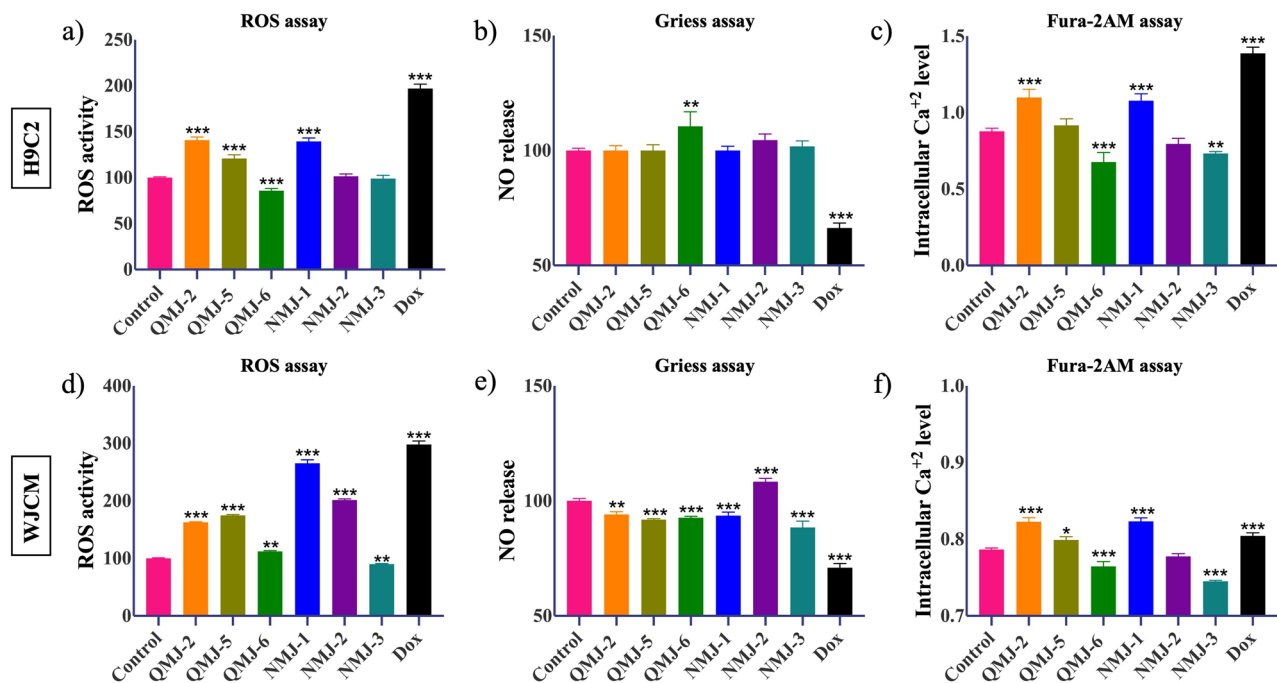 H9C2
a)
ROS assay
ROS activity
250
200
150
100
50
0
***
***
***
***
***
Control
QMJ-2
QMJ-5
QMJ-6
NMJ-1
NMJ-2
NMJ-3
Dox
b)
Griess assay
NO release
150
100
50
**
***
Control
QMJ-2
QMJ-5
QMJ-6
NMJ-1
NMJ-2
NMJ-3
Dox
c)
Fura-2AM assay
Intracellular Ca+2 level
1.5
1.0
0.5
0.0
***
***
***
**
***
Control
QMJ-2
QMJ-5
QMJ-6
NMJ-1
NMJ-2
NMJ-3
Dox
WJCM
d)
ROS assay
ROS activity
400
300
200
100
0
***
***
**
***
***
**
***
Control
QMJ-2
QMJ-5
QMJ-6
NMJ-1
NMJ-2
NMJ-3
Dox
e)
Griess assay
NO release
150
100
50
**
***
***
***
***
***
***
Control
QMJ-2
QMJ-5
QMJ-6
NMJ-1
NMJ-2
NMJ-3
Dox
f)
Fura-2AM assay
Intracellular Ca+2 level
1.0
0.9
0.8
0.7
***
*
***
***
***
***
Control
QMJ-2
QMJ-5
QMJ-6
NMJ-1
NMJ-2
NMJ-3
Dox